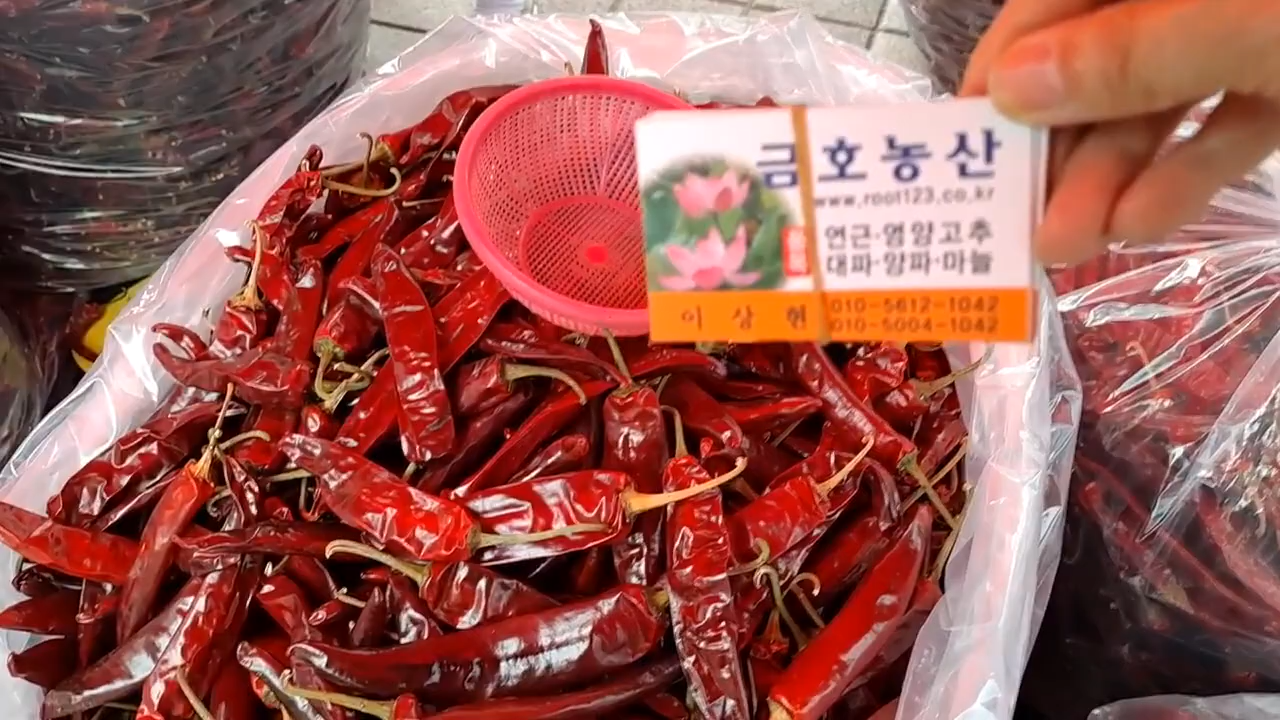 금호농산
www.root123.co.kr
연근·영양고추
대파·양파·마늘
이상헌
010-5612-1042
010-5004-1042